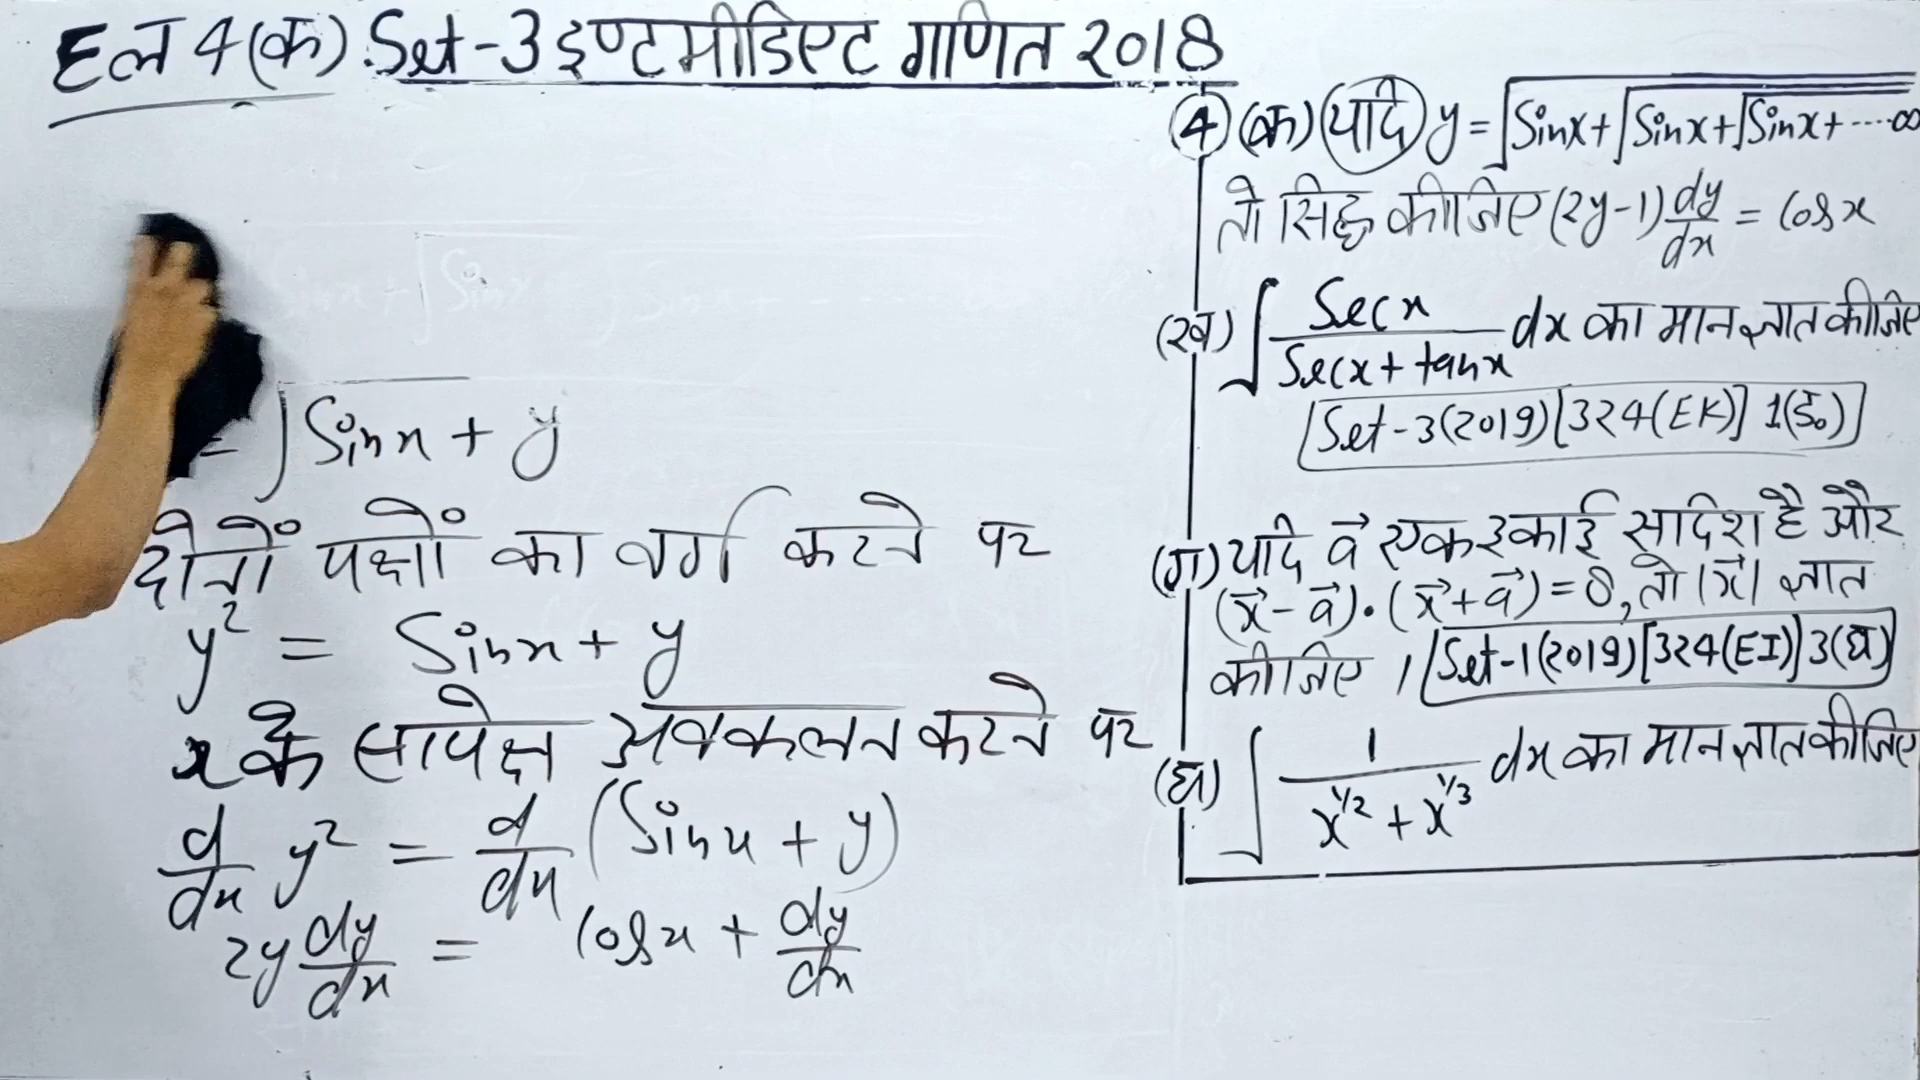 हल 4(क) Set-3 इण्टरमीडिएट गणित 2018
= √Sinx + y
दोनों पक्षों का वर्ग करने पर
y² = Sinx + y
x के सापेक्ष अवकलन करने पर
d/dx y² = d/dx (Sinx + y)
2y dy/dx = cosx + dy/dx
④ (क) यदि y = √Sinx+√Sinx+√Sinx+----∞
तो सिद्ध कीजिए (2y-1) dy/dx = cosx
(ख) ∫ Secx/Secx+tanx dx का मान ज्ञात कीजिए
[Set-3(2019)[324(EK)] 1(ङ)]
(ग) यदि a⃗ एक इकाई सदिश है और
(x⃗-a⃗)·(x⃗+a⃗)=8, तो |x⃗| ज्ञात
कीजिए । [Set-1(2019)[324(EI)]3(घ)]
(घ) ∫ 1/x^1/2 + x^1/3 dx का मान ज्ञात कीजिए